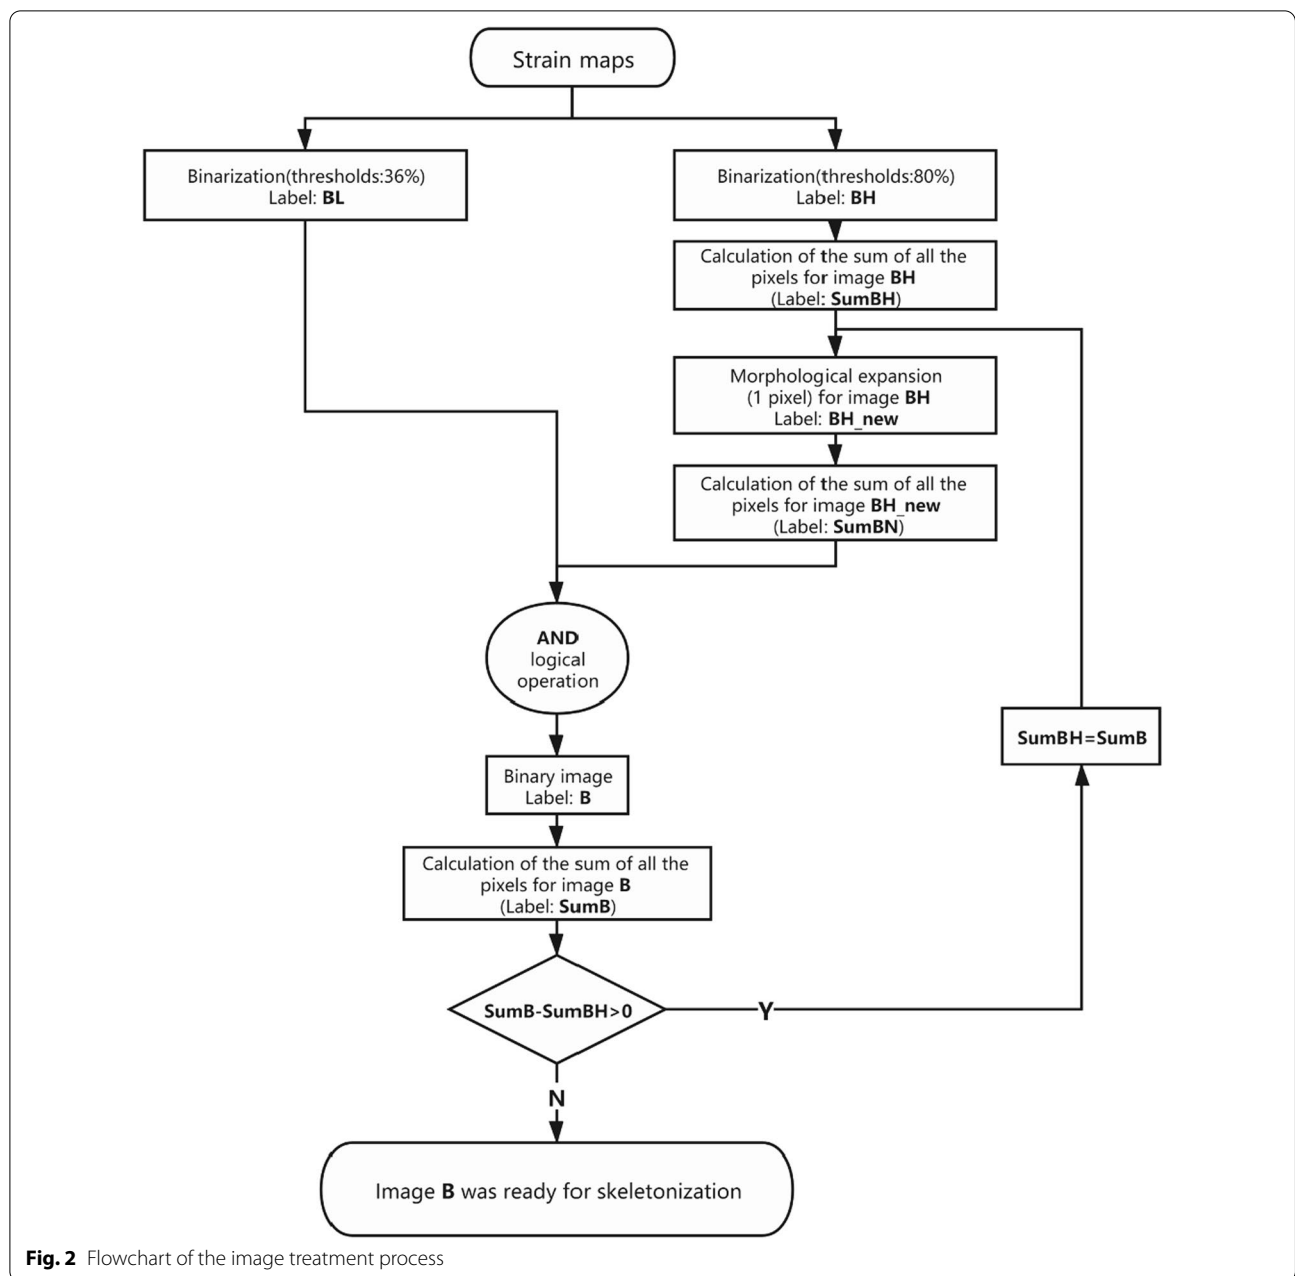 Strain maps
Binarization(thresholds:36%)
Label: BL
Binarization(thresholds:80%)
Label: BH
Calculation of the sum of all the
pixels for image BH
(Label: SumBH)
Morphological expansion
(1 pixel) for image BH
Label: BH_new
Calculation of the sum of all the
pixels for image BH_new
(Label: SumBN)
AND
logical
operation
SumBH=SumB
Binary image
Label: B
Calculation of the sum of all the
pixels for image B
(Label: SumB)
SumB-SumBH>0
Y
N
Image B was ready for skeletonization
Fig. 2 Flowchart of the image treatment process